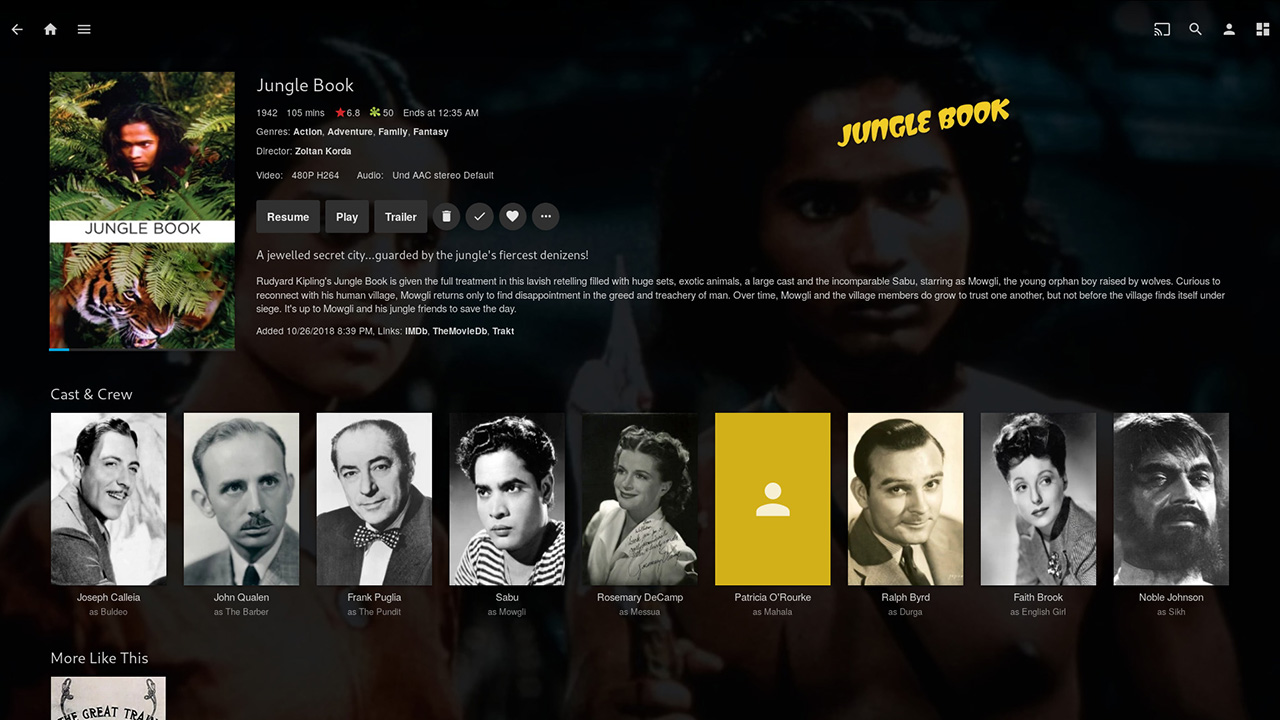 Jungle Book
1942 105 mins 6.8 50 Ends at 12:35 AM
Genres: Action, Adventure, Family, Fantasy
Director: Zoltan Korda
Video: 480P H264 Audio: Und AAC stereo Default
Resume Play Trailer
A jewelled secret city...guarded by the jungle's fiercest denizens!
Rudyard Kipling's Jungle Book is given the full treatment in this lavish retelling filled with huge sets, exotic animals, a large cast and the incomparable Sabu, starring as Mowgli, the young orphan boy raised by wolves. Curious to
reconnect with his human village, Mowgli returns only to find disappointment in the greed and treachery of man. Over time, Mowgli and the village members do grow to trust one another, but not before the village finds itself under
siege. It's up to Mowgli and his jungle friends to save the day.
Added 10/26/2018 8:39 PM, Links: IMDb, TheMovieDb, Trakt
JUNGLE BOOK
JUNGLE BOOK
Cast & Crew
Joseph Calleia
as Buldeo
John Qualen
as The Barber
Frank Puglia
as The Pundit
Sabu
as Mowgli
Rosemary DeCamp
as Messua
Patricia O'Rourke
as Mahala
Ralph Byrd
as Durga
Faith Brook
as English Girl
Noble Johnson
as Sikh
More Like This
THE GREAT